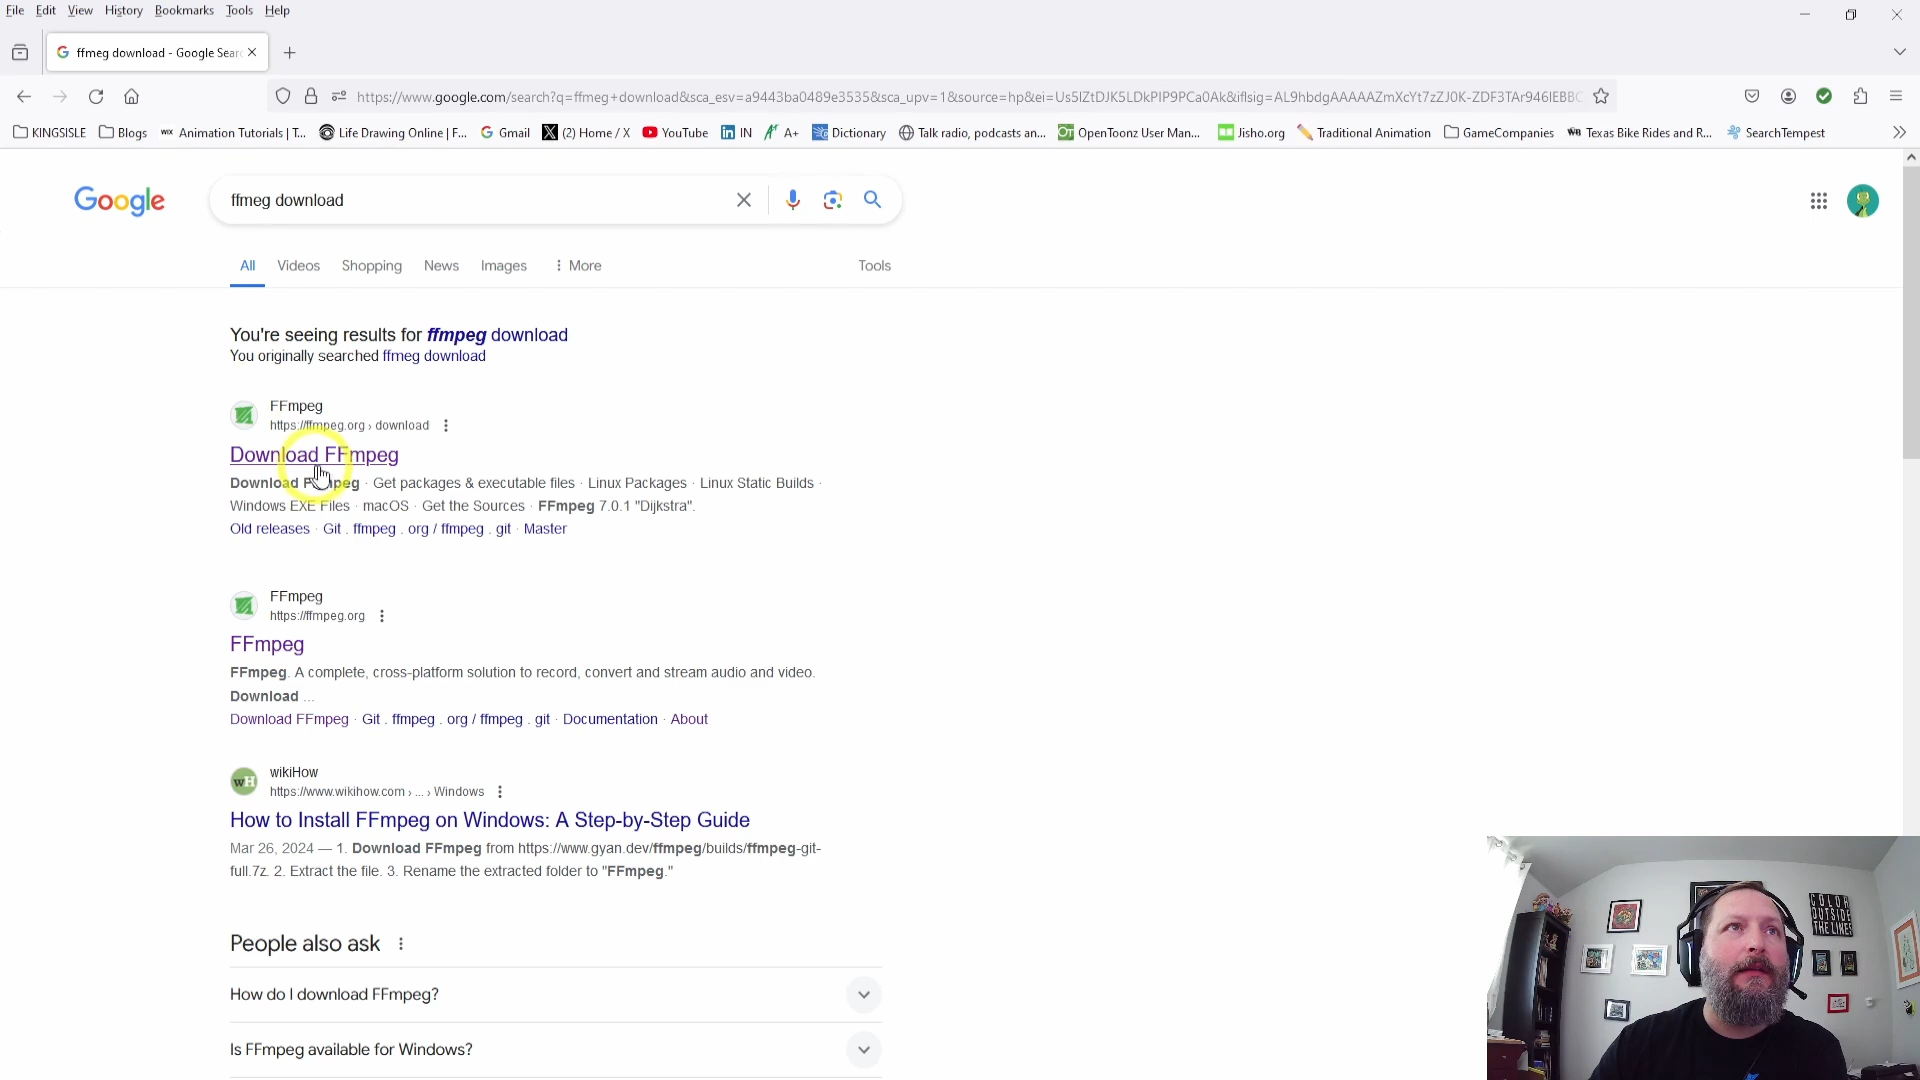 File Edit View History Bookmarks Tools Help
ffmeg download - Google Sear
https://www.google.com/search?q=ffmeg+download&sca_esv=a9443ba0489e3535&sca_upv=1&source=hp&ei=Us5lZtDJK5LDkPIP9PCa0Ak&iflsig=AL9hbdgAAAAAZmXcYt7zZJ0K-ZDF3TAr946IEBBC
KINGSISLE Blogs WIX Animation Tutorials | T... Life Drawing Online | F... Gmail (2) Home / X YouTube IN A+ Dictionary Talk radio, podcasts an... OT OpenToonz User Man... Jisho.org Traditional Animation GameCompanies WB Texas Bike Rides and R... SearchTempest
Google
ffmeg download
All Videos Shopping News Images More Tools
You're seeing results for ffmpeg download
You originally searched ffmeg download
FFmpeg
https://ffmpeg.org › download
Download FFmpeg
Download FFmpeg · Get packages & executable files · Linux Packages · Linux Static Builds ·
Windows EXE Files · macOS · Get the Sources · FFmpeg 7.0.1 "Dijkstra".
Old releases · Git . ffmpeg . org / ffmpeg . git · Master
FFmpeg
https://ffmpeg.org
FFmpeg
FFmpeg. A complete, cross-platform solution to record, convert and stream audio and video.
Download ...
Download FFmpeg · Git . ffmpeg . org / ffmpeg . git · Documentation · About
wH
wikiHow
https://www.wikihow.com › ... › Windows
How to Install FFmpeg on Windows: A Step-by-Step Guide
Mar 26, 2024 — 1. Download FFmpeg from https://www.gyan.dev/ffmpeg/builds/ffmpeg-git-
full.7z. 2. Extract the file. 3. Rename the extracted folder to "FFmpeg."
People also ask
How do I download FFmpeg?
Is FFmpeg available for Windows?
COLOR
OUTSIDE
THE LINES